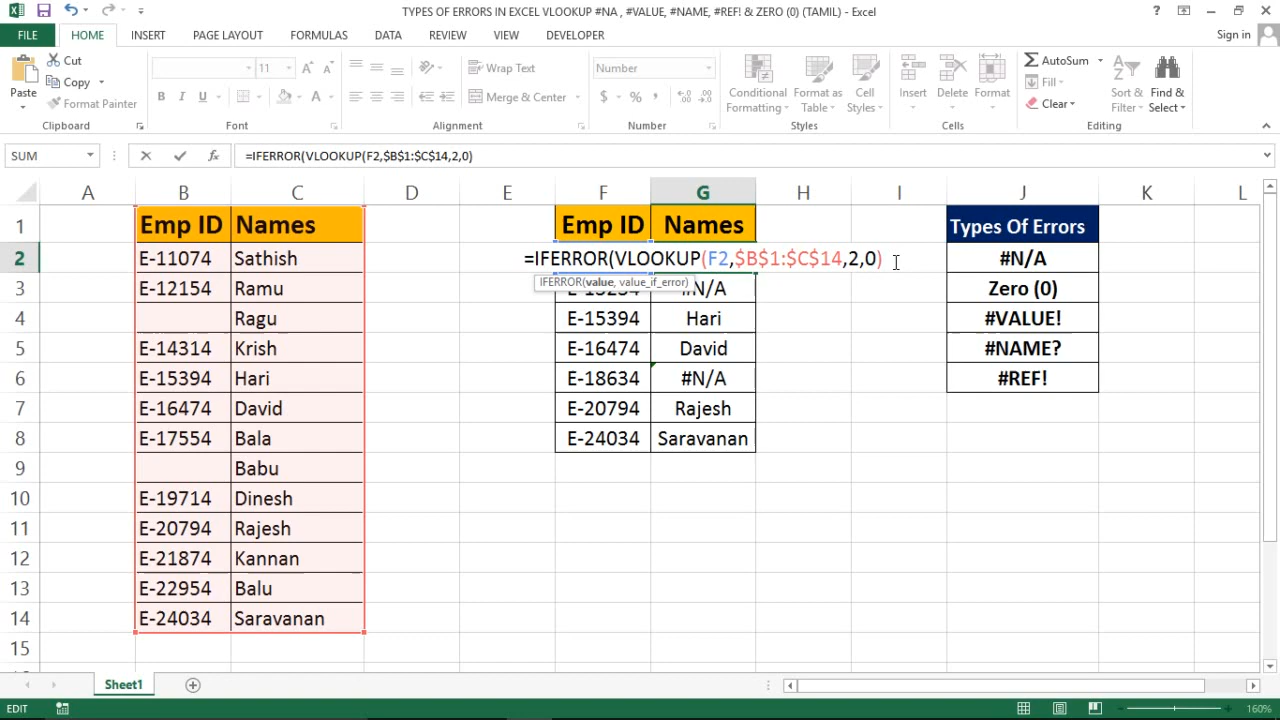 TYPES OF ERRORS IN EXCEL VLOOKUP #NA , #VALUE, #NAME, #REF! & ZERO (0) (TAMIL) - Excel
FILE HOME INSERT PAGE LAYOUT FORMULAS DATA REVIEW VIEW DEVELOPER Sign in
Paste
Cut
Copy
Format Painter
Clipboard
11
B I U
Font
Wrap Text
Merge & Center
Alignment
Number
$ % ,
Number
Conditional Formatting
Format as Table
Cell Styles
Styles
Insert Delete Format
Cells
AutoSum
Fill
Clear
Sort & Filter
Find & Select
Editing
SUM =IFERROR(VLOOKUP(F2,$B$1:$C$14,2,0)
A B C D E F G H I J K L
1 Emp ID Names Emp ID Names Types Of Errors
2 E-11074 Sathish =IFERROR(VLOOKUP(F2,$B$1:$C$14,2,0) #N/A
IFERROR(value, value_if_error)
3 E-12154 Ramu #N/A Zero (0)
4 Ragu E-15394 Hari #VALUE!
5 E-14314 Krish E-16474 David #NAME?
6 E-15394 Hari E-18634 #N/A #REF!
7 E-16474 David E-20794 Rajesh
8 E-17554 Bala E-24034 Saravanan
9 Babu
10 E-19714 Dinesh
11 E-20794 Rajesh
12 E-21874 Kannan
13 E-22954 Balu
14 E-24034 Saravanan
15
Sheet1
EDIT 160%